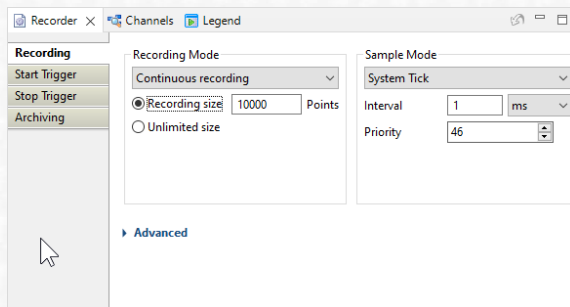 Recorder Channels Legend
Recording
Start Trigger
Stop Trigger
Archiving
Recording Mode
Continuous recording
Recording size 10000 Points
Unlimited size
Sample Mode
System Tick
Interval 1 ms
Priority 46
Advanced